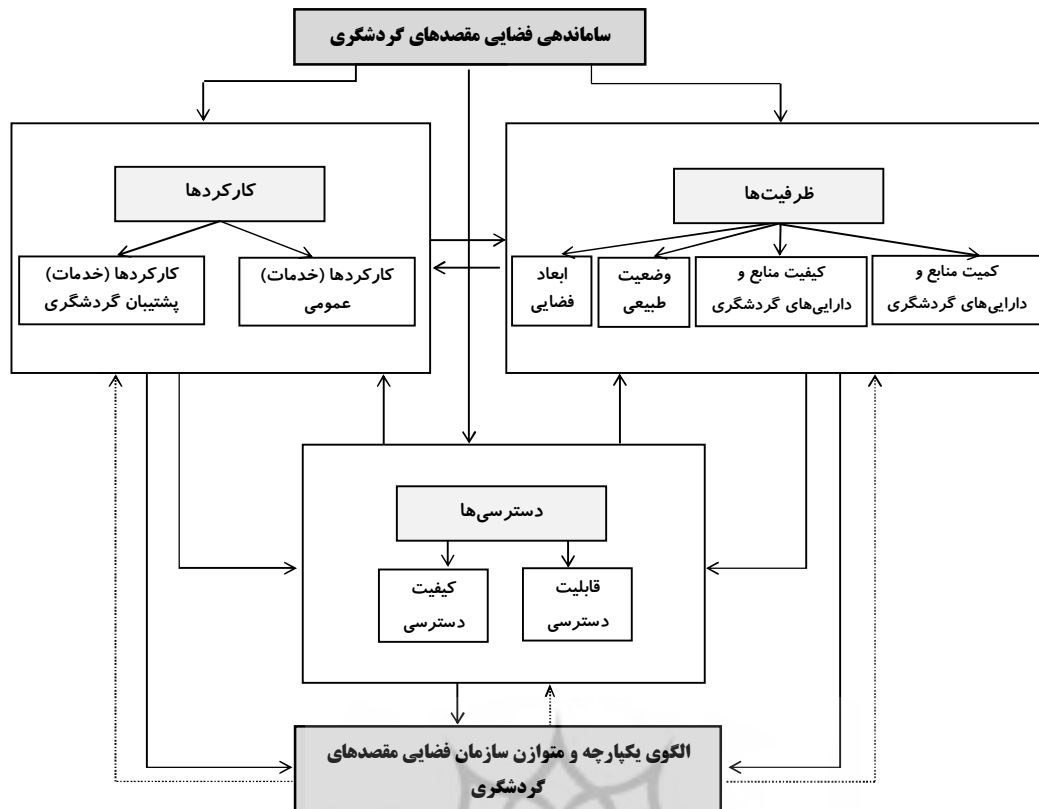 ساماندهی فضایی مقصدهای گردشگری
ظرفیت‌ها
کمیت منابع و
دارایی‌های گردشگری
کیفیت منابع و
دارایی‌های گردشگری
وضعیت
طبیعی
ابعاد
فضایی
کارکردها
کارکردها (خدمات)
عمومی
کارکردها (خدمات)
پشتیبان گردشگری
دسترسی‌ها
قابلیت
دسترسی
کیفیت
دسترسی
الگوی یکپارچه و متوازن سازمان فضایی مقصدهای
گردشگری